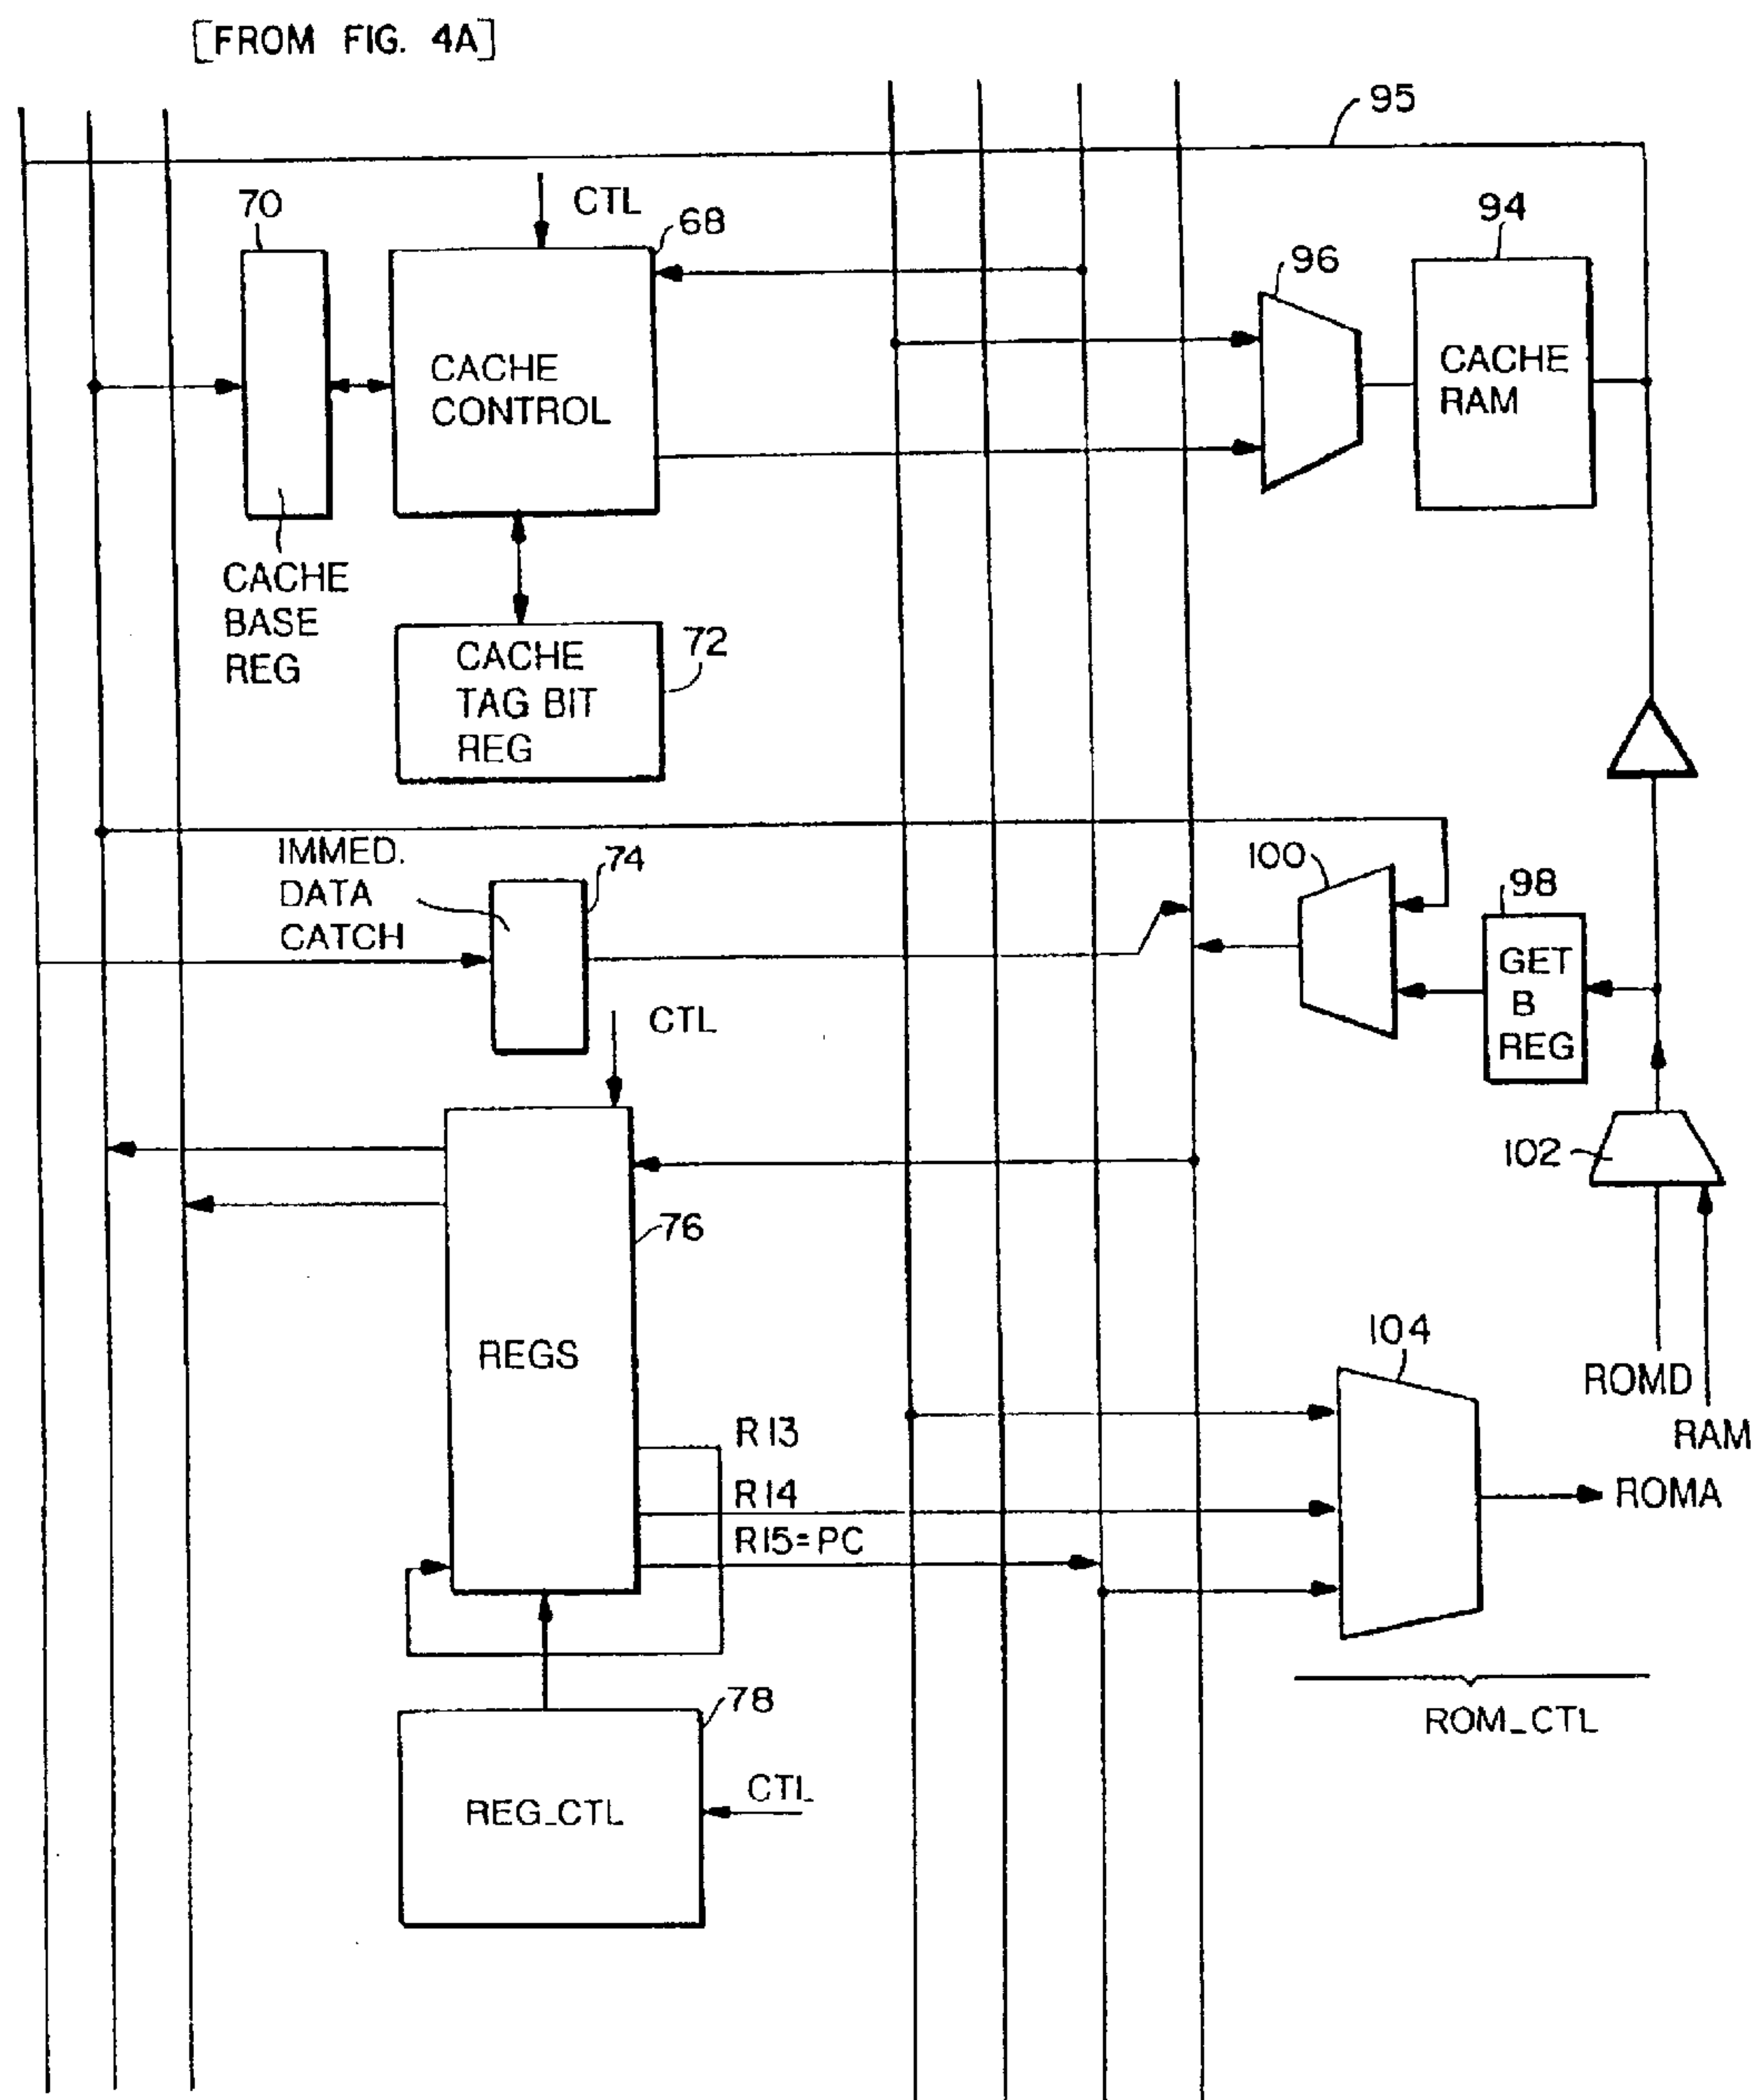 [FROM FIG. 4A]
95
70
CTL
68
94
96
CACHE
CONTROL
CACHE
RAM
CACHE
BASE
REG
72
CACHE
TAG BIT
REG
IMMED.
DATA
CATCH
74
100
98
GET
B
REG
CTL
102
76
REGS
104
ROMD
RAM
R13
R14
ROMA
R15=PC
78
ROM_CTL
REG_CTL
CTL